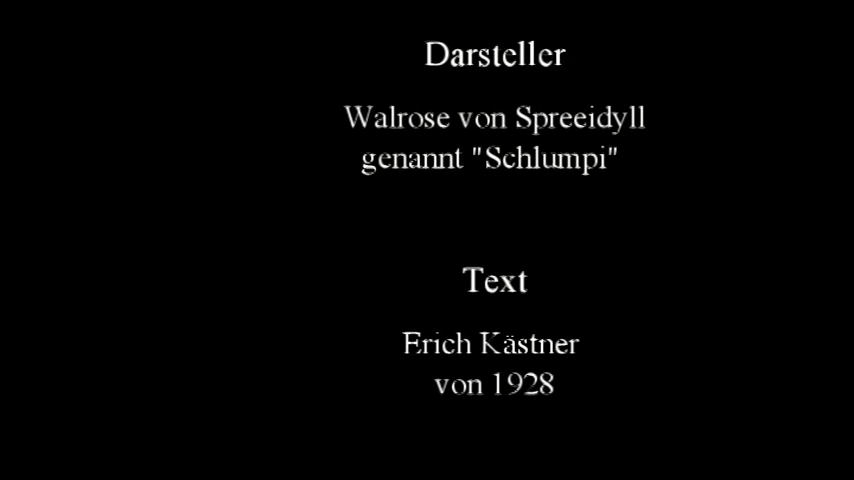 Darsteller
Walrose von Spreeidyll
genannt "Schlumpi"
Text
Erich Kästner
von 1928